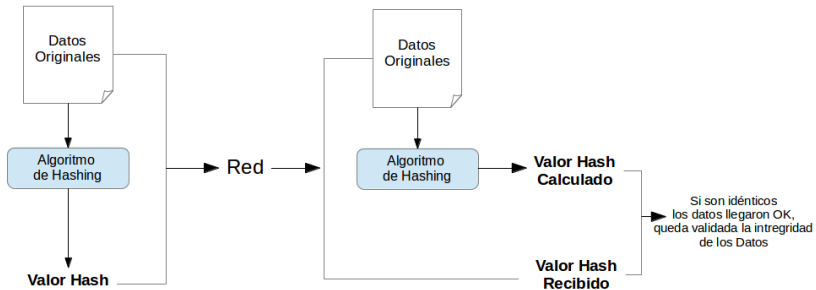 Datos
Originales
Algoritmo
de Hashing
Valor Hash
Red
Datos
Originales
Algoritmo
de Hashing
Valor Hash
Calculado
Valor Hash
Recibido
Si son idénticos
los datos llegaron OK,
queda validada la intregridad
de los Datos